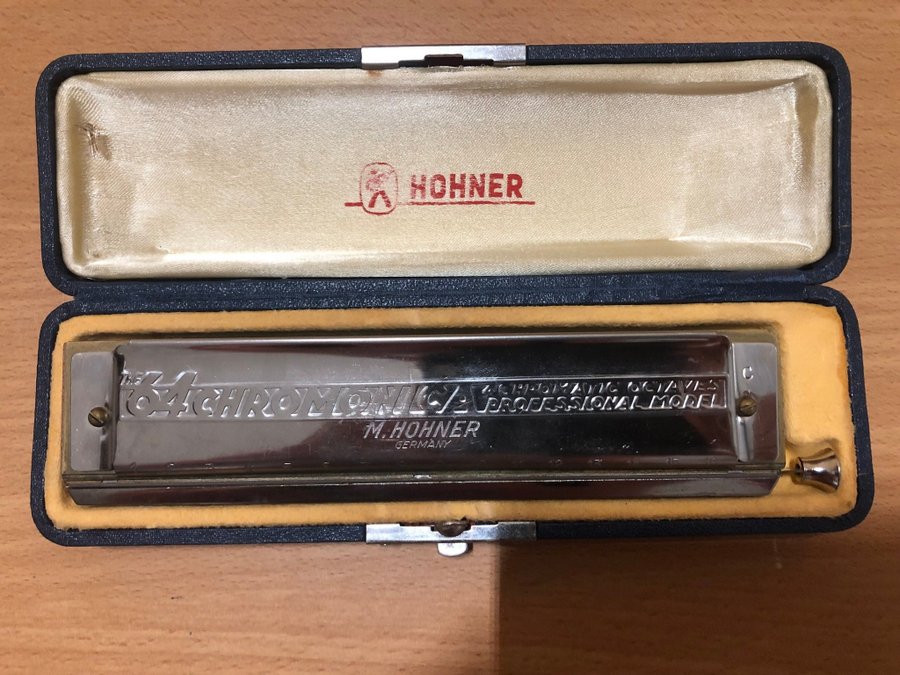 HOHNER
THE 64 CHROMONICA
4 CHROMATIC OCTAVES
PROFESSIONAL MODEL
C
M. HOHNER
GERMANY